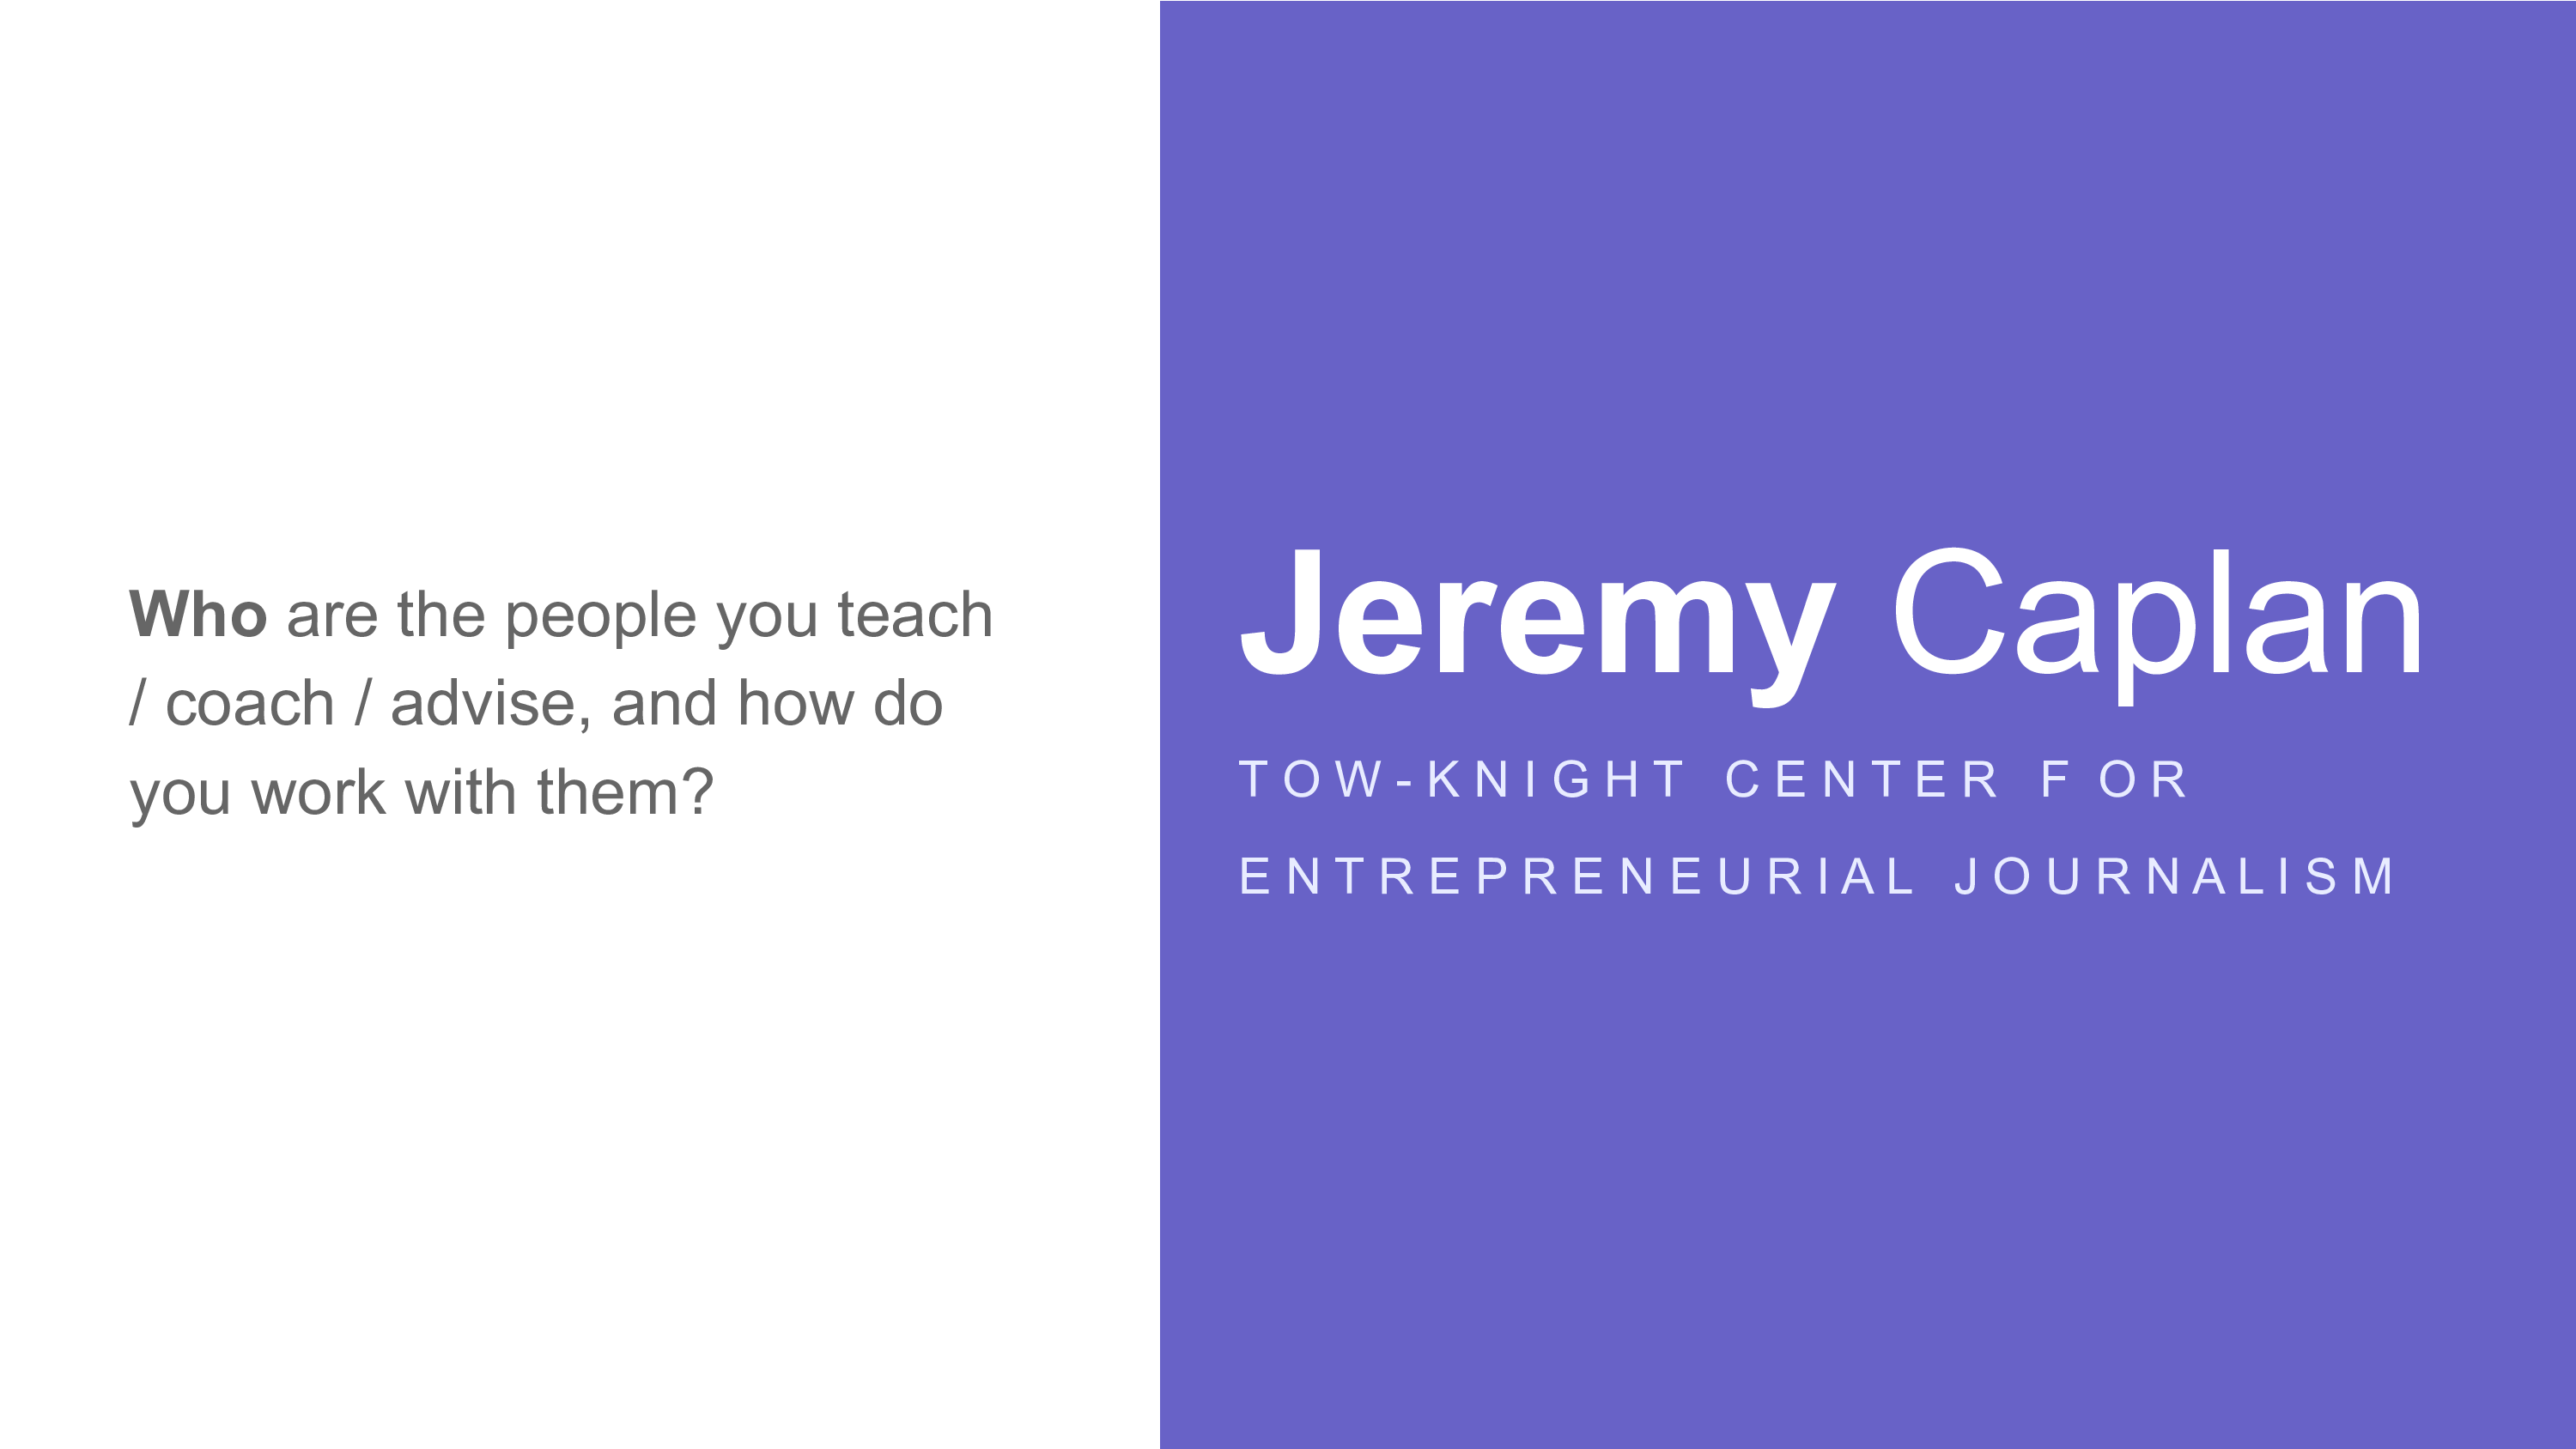 Who are the people you teach
/ coach / advise, and how do
you work with them?
Jeremy Caplan
TOW-KNIGHT CENTER F OR
ENTREPRENEURIAL JOURNALISM